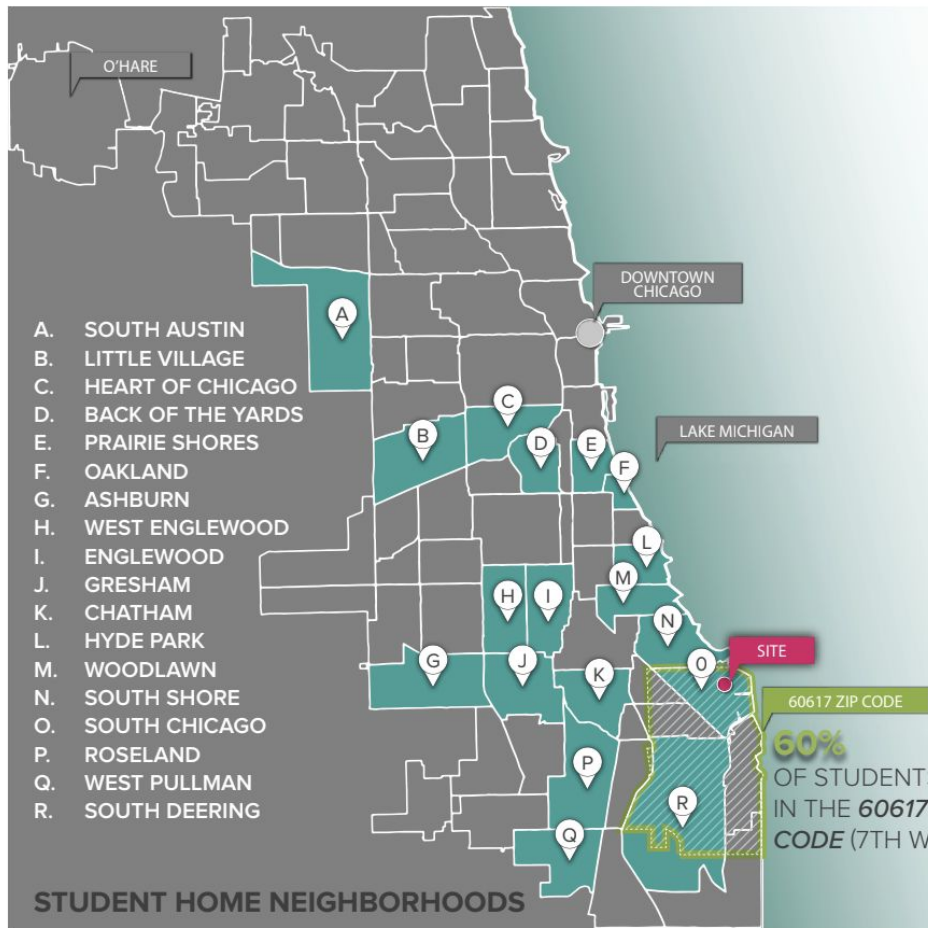 O'HARE
DOWNTOWN
CHICAGO
A. SOUTH AUSTIN
B. LITTLE VILLAGE
C. HEART OF CHICAGO
D. BACK OF THE YARDS
E. PRAIRIE SHORES
F. OAKLAND
G. ASHBURN
H. WEST ENGLEWOOD
I. ENGLEWOOD
J. GRESHAM
K. CHATHAM
L. HYDE PARK
M. WOODLAWN
N. SOUTH SHORE
O. SOUTH CHICAGO
P. ROSELAND
Q. WEST PULLMAN
R. SOUTH DEERING
A
B
C
D
E
F
LAKE MICHIGAN
L
M
H
I
N
J
G
K
O
SITE
60617 ZIP CODE
60%
OF STUDENTS
IN THE 60617
CODE (7TH W
P
R
Q
STUDENT HOME NEIGHBORHOODS